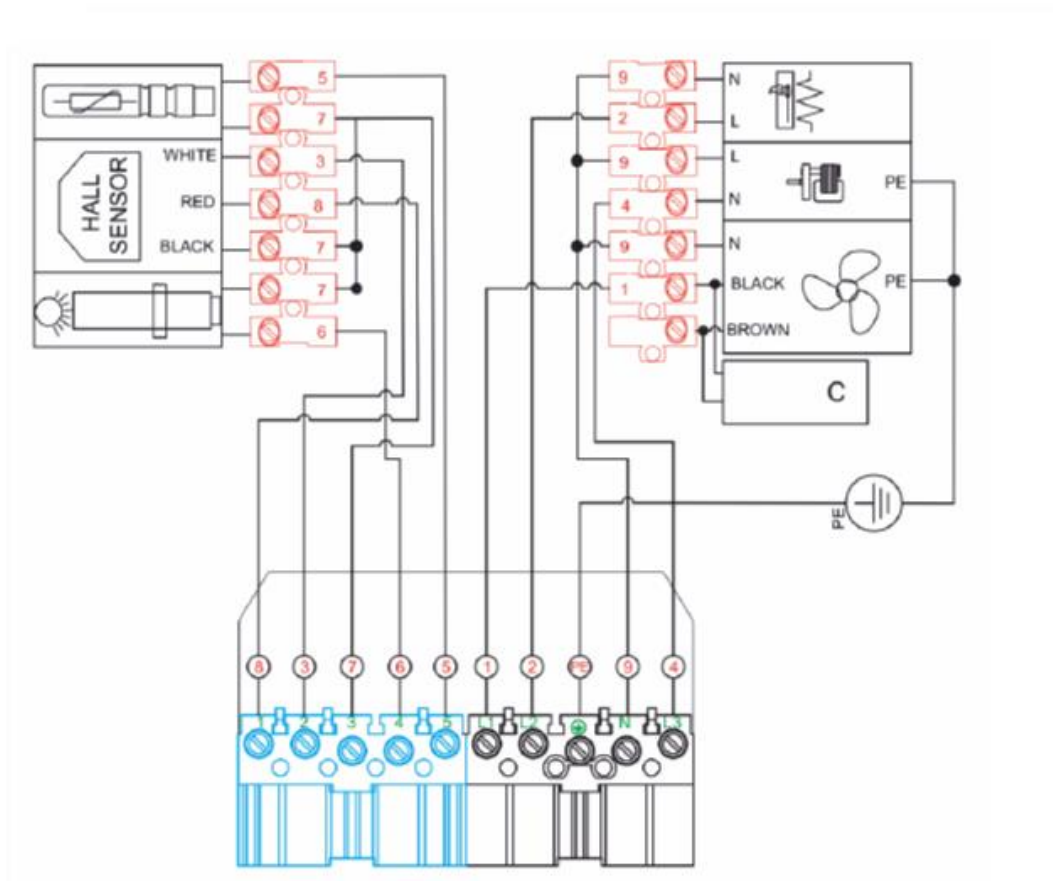 5
7
WHITE 3
RED 8
BLACK 7
7
6
HALL
SENSOR
9 N
2 L
9 L
4 N
PE
9 N
1 BLACK
PE
BROWN
C
PE
8 3 7 6 5 1 2 PE 9 4
1 2 3 4 5 L1 L2 N L3